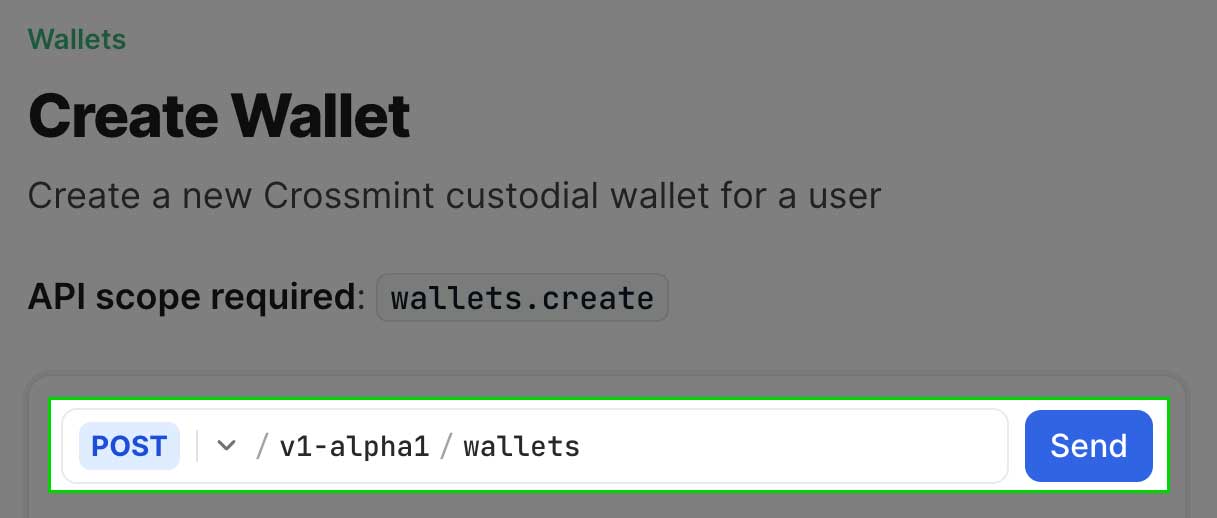 Wallets
Create Wallet
Create a new Crossmint custodial wallet for a user
API scope required: wallets.create
POST / v1-alpha1 / wallets Send